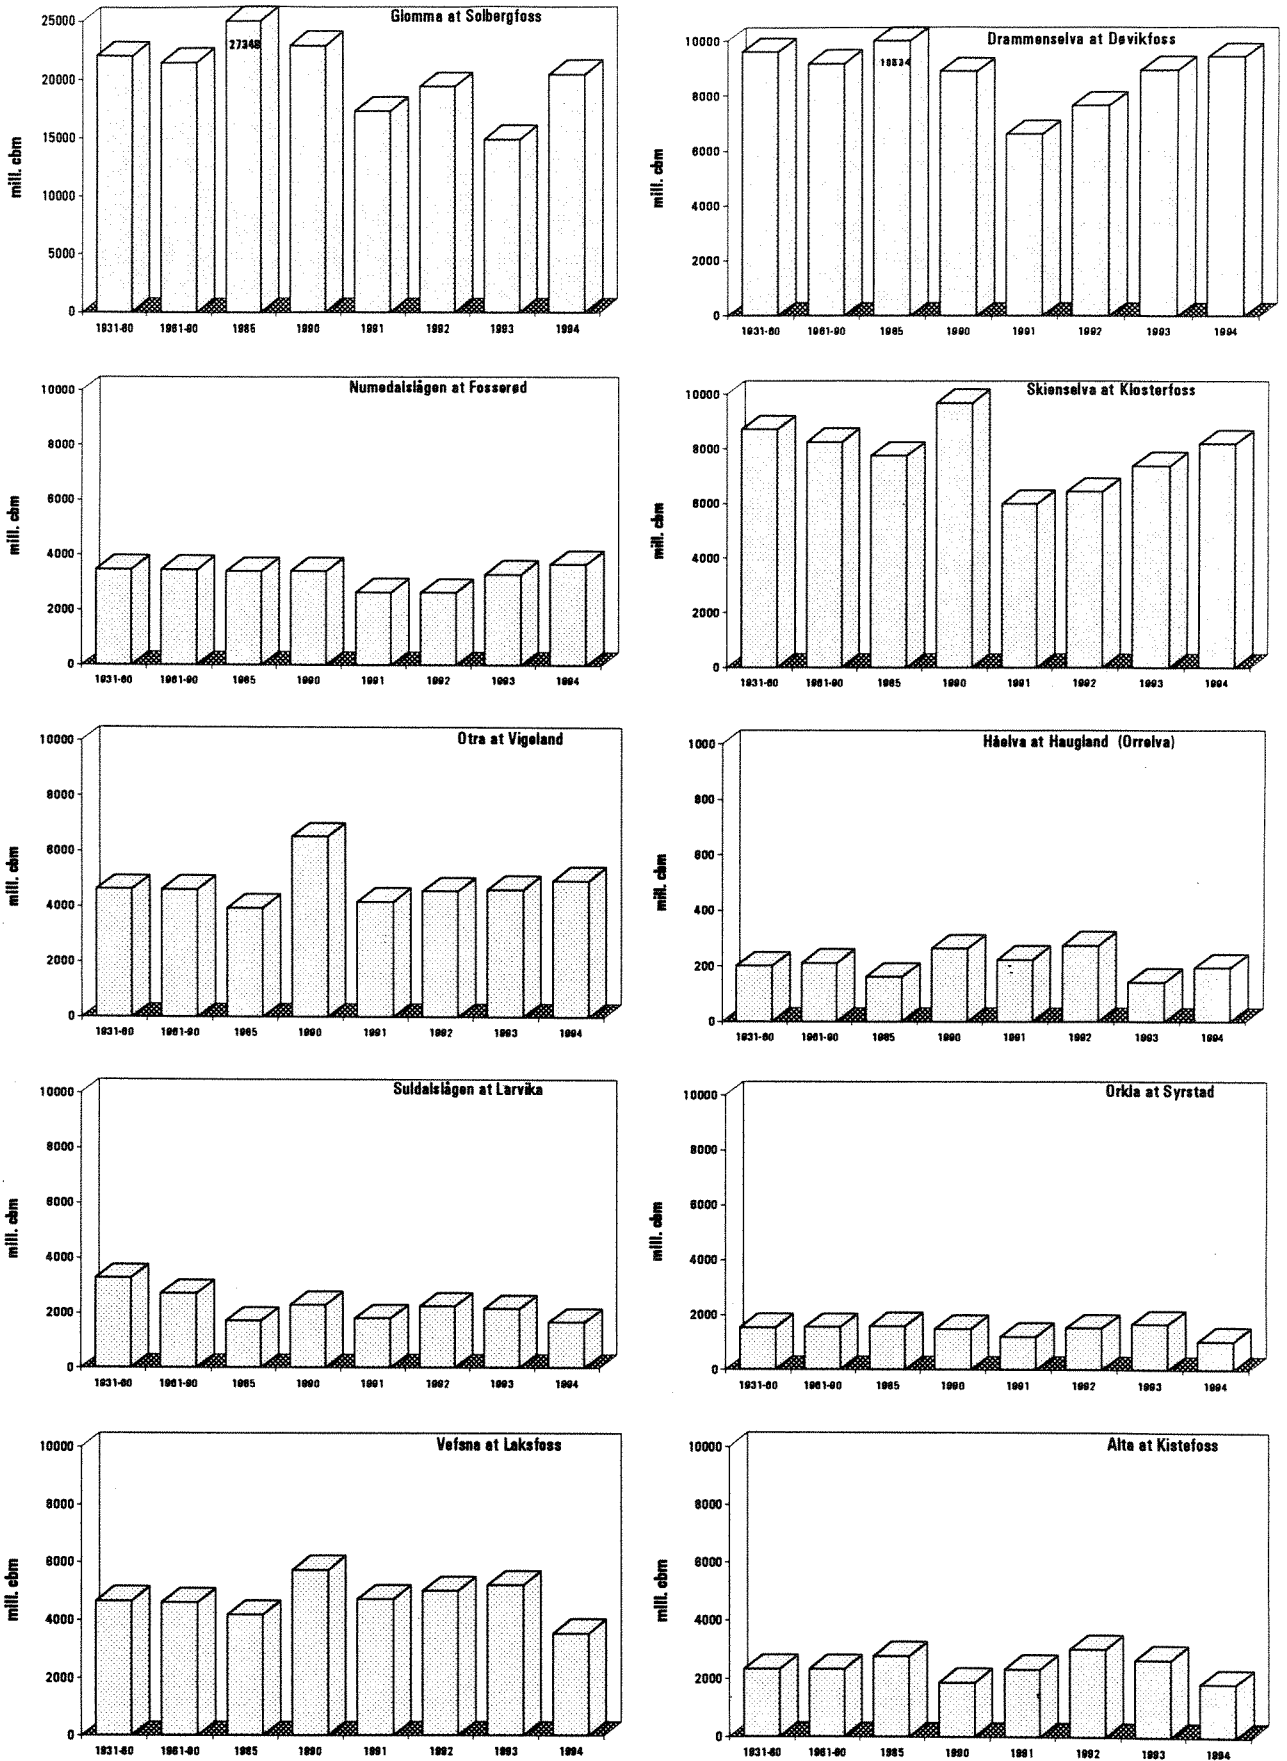 Glomma at Solbergfoss
mill. cbm
25000
20000
15000
10000
5000
0
27348
1931-60 1961-90 1985 1990 1991 1992 1993 1994
Drammenselva at Døvikfoss
mill. cbm
10000
8000
6000
4000
2000
0
1931-60 1961-90 1985 1990 1991 1992 1993 1994
Numedalslågen at Fosserød
mill. cbm
10000
8000
6000
4000
2000
0
1931-60 1961-90 1985 1990 1991 1992 1993 1994
Skienselva at Klosterfoss
mill. cbm
10000
8000
6000
4000
2000
0
1931-60 1961-90 1985 1990 1991 1992 1993 1994
Otra at Vigeland
mill. cbm
10000
8000
6000
4000
2000
0
1931-60 1961-90 1985 1990 1991 1992 1993 1994
Håelva at Haugland (Orrelva)
mill. cbm
1000
800
600
400
200
0
1931-60 1961-90 1985 1990 1991 1992 1993 1994
Suldalslågen at Larvika
mill. cbm
10000
8000
6000
4000
2000
0
1931-60 1961-90 1985 1990 1991 1992 1993 1994
Orkla at Syrstad
mill. cbm
10000
8000
6000
4000
2000
0
1931-60 1961-90 1985 1990 1991 1992 1993 1994
Vefsna at Laksfoss
mill. cbm
10000
8000
6000
4000
2000
0
1931-60 1961-90 1985 1990 1991 1992 1993 1994
Alta at Kistefoss
mill. cbm
10000
8000
6000
4000
2000
0
1931-60 1961-90 1985 1990 1991 1992 1993 1994